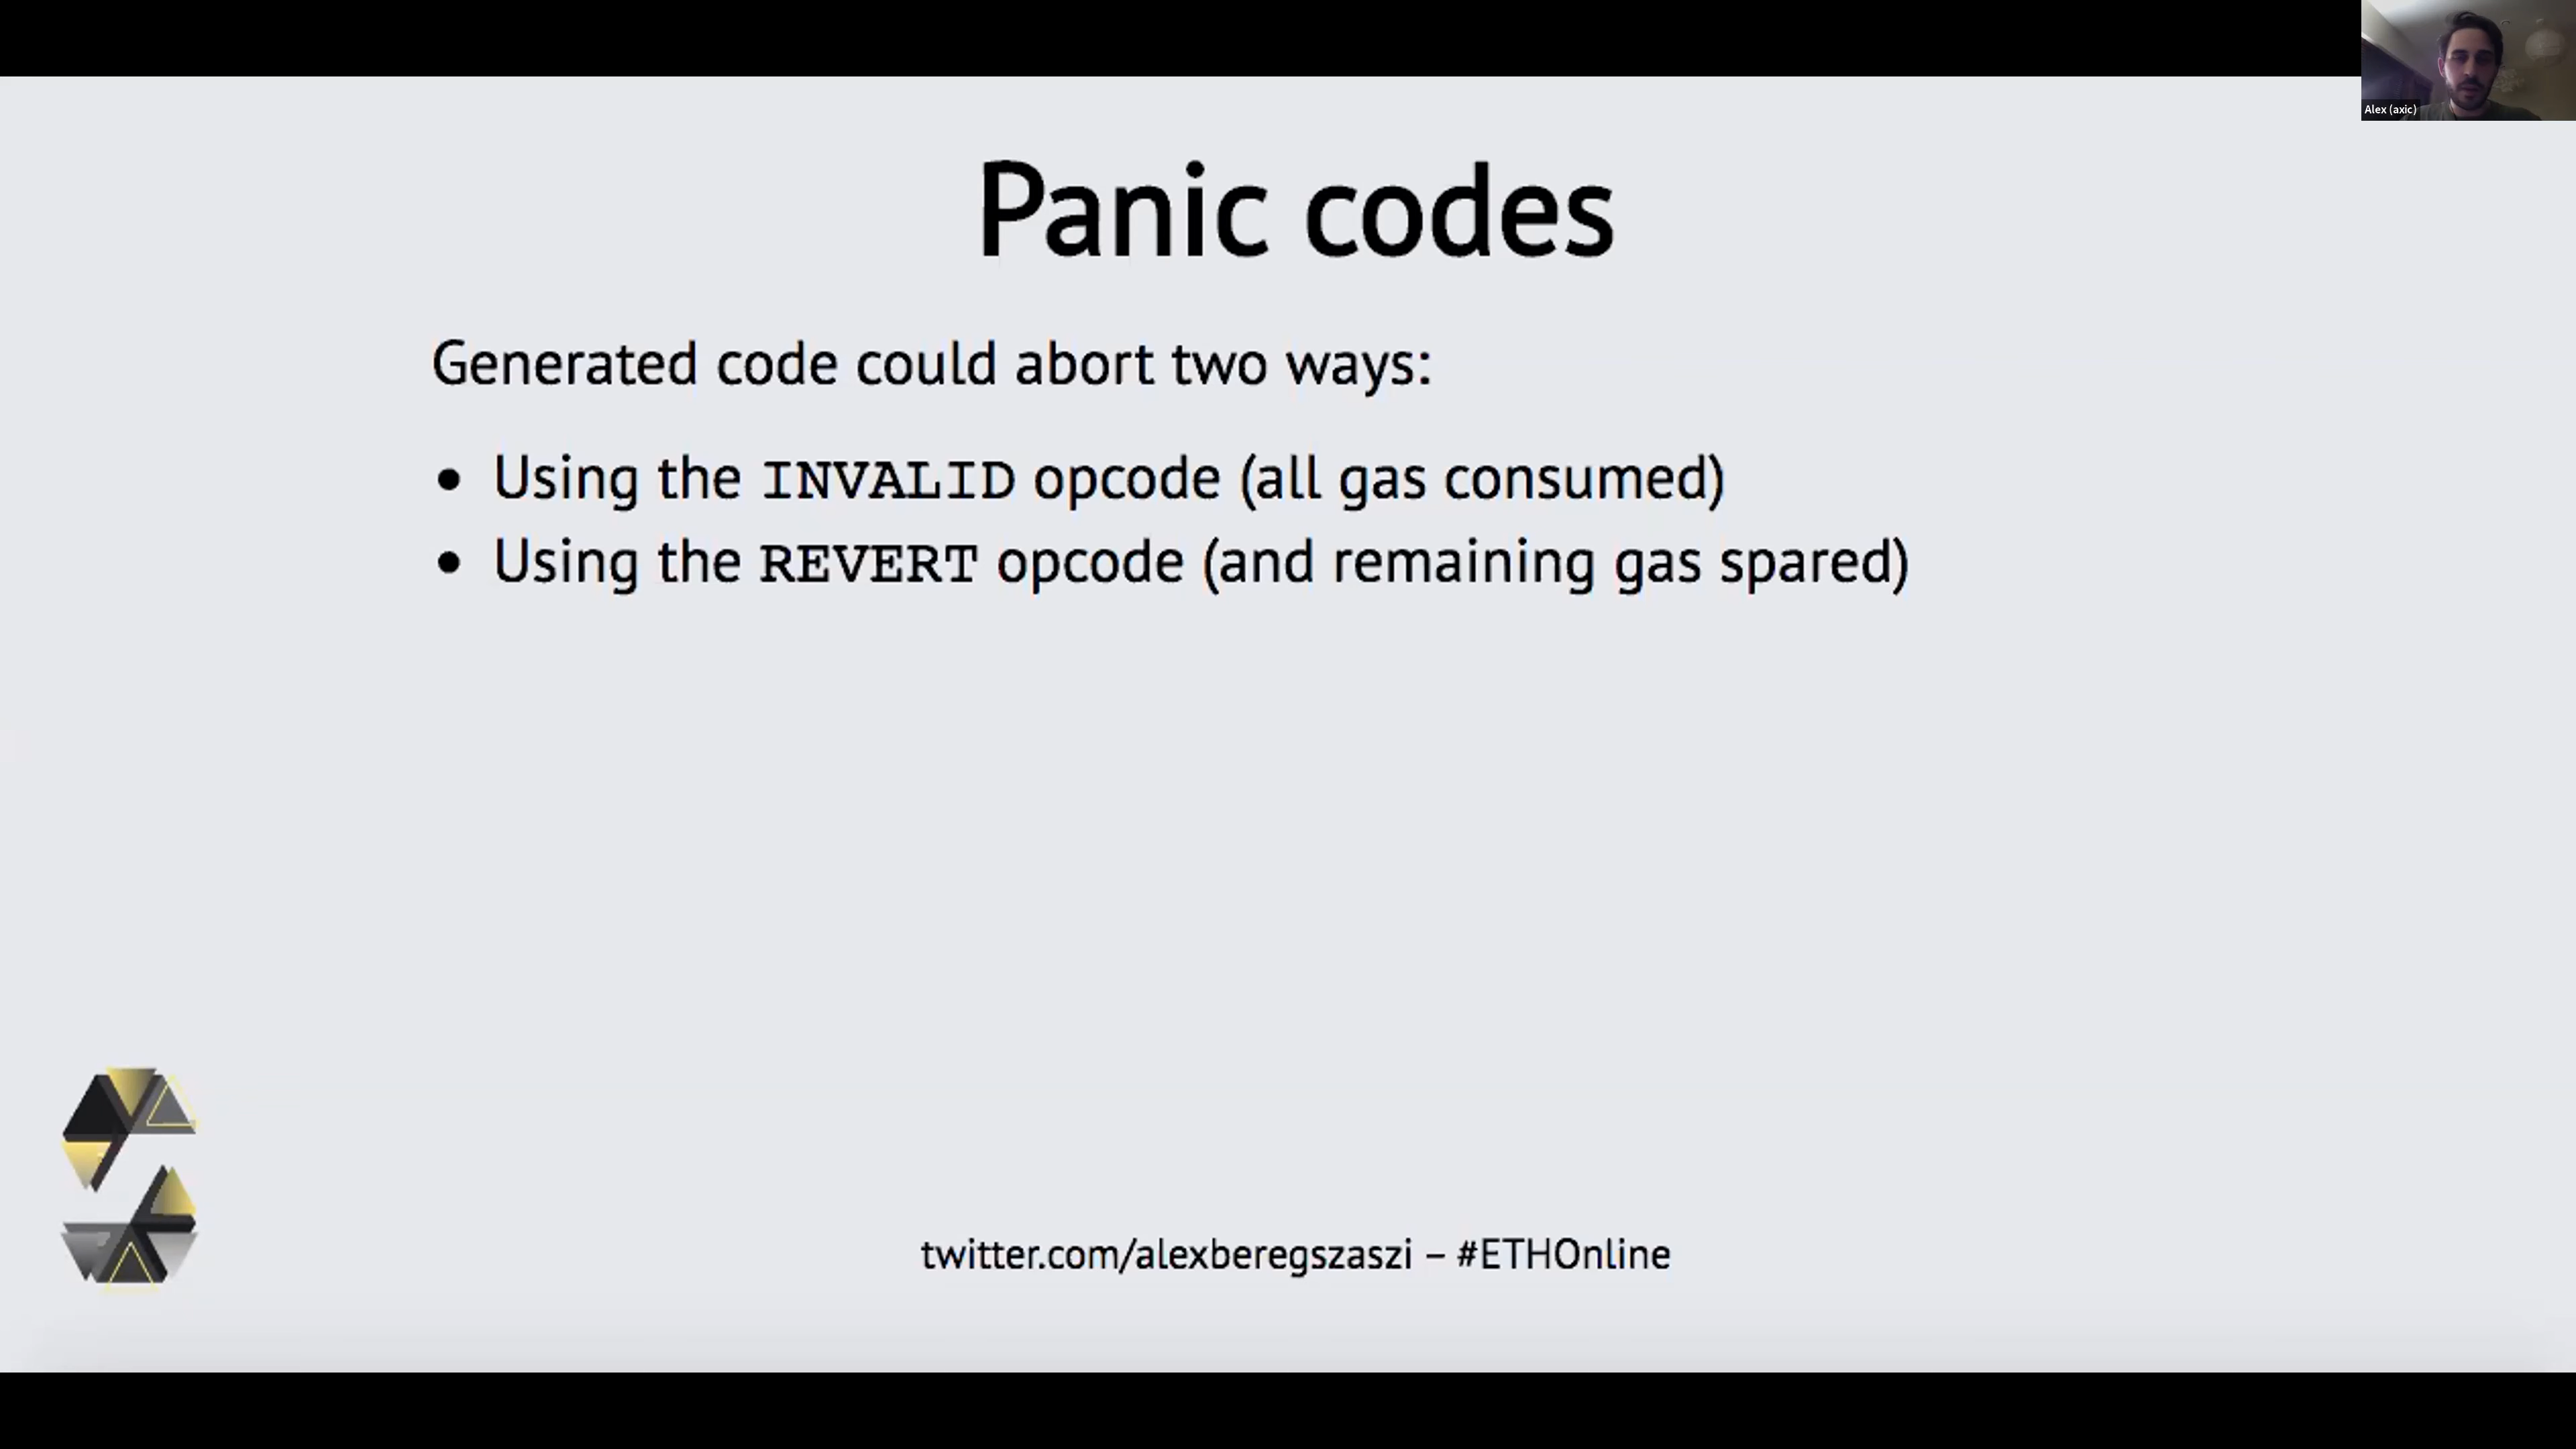 Alex (axic)
Panic codes
Generated code could abort two ways:
• Using the INVALID opcode (all gas consumed)
• Using the REVERT opcode (and remaining gas spared)
twitter.com/alexberegszaszi – #ETHOnline